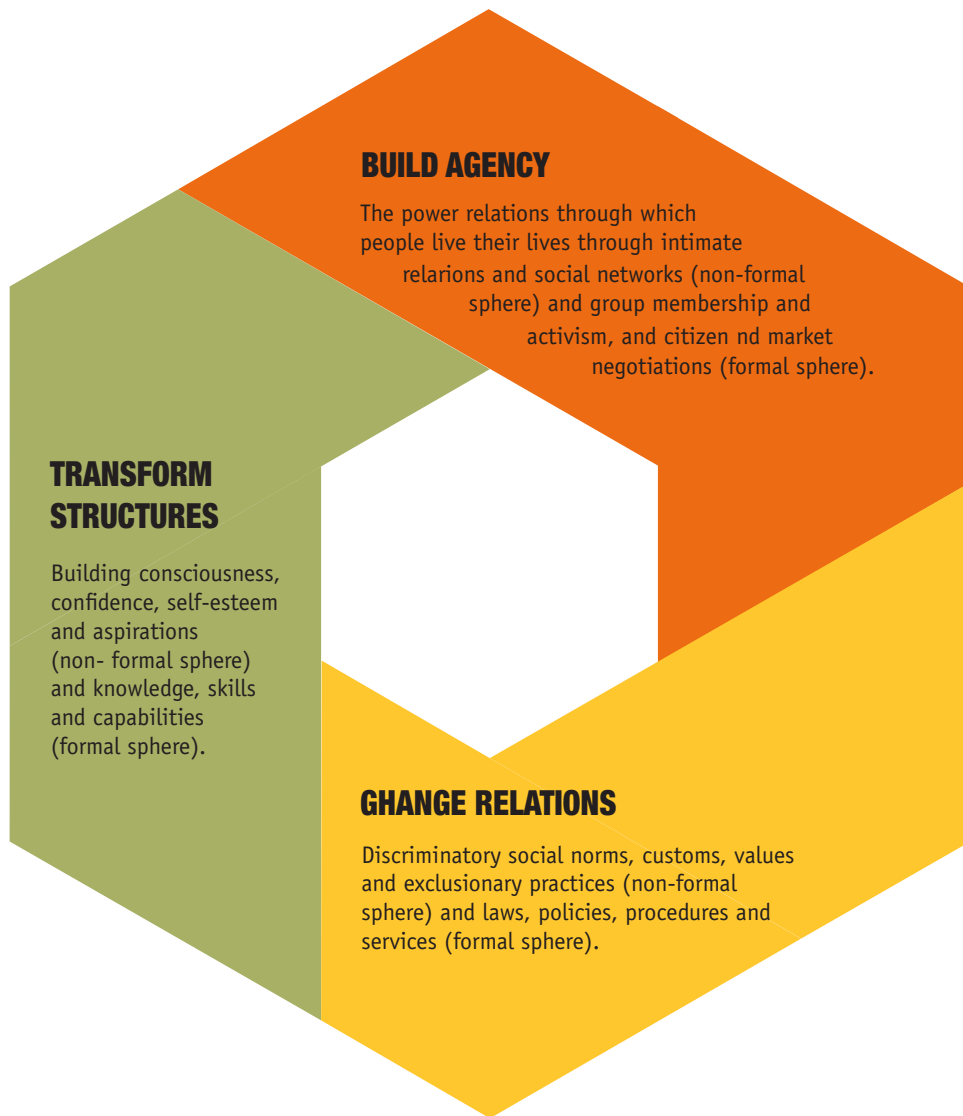 BUILD AGENCY
The power relations through which
people live their lives through intimate
relarions and social networks (non-formal
sphere) and group membership and
activism, and citizen nd market
negotiations (formal sphere).
TRANSFORM
STRUCTURES
Building consciousness,
confidence, self-esteem
and aspirations
(non- formal sphere)
and knowledge, skills
and capabilities
(formal sphere).
GHANGE RELATIONS
Discriminatory social norms, customs, values
and exclusionary practices (non-formal
sphere) and laws, policies, procedures and
services (formal sphere).